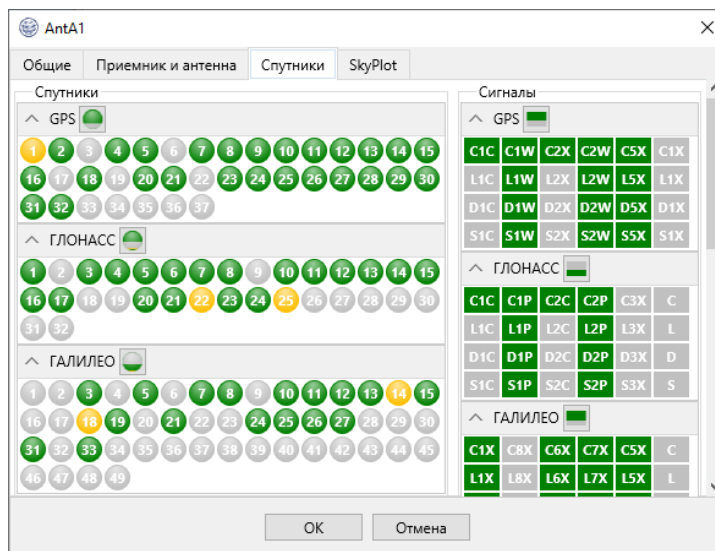 AntA1
Общие Приемник и антенна Спутники SkyPlot
Спутники
GPS
1 2 3 4 5 6 7 8 9 10 11 12 13 14 15
16 17 18 19 20 21 22 23 24 25 26 27 28 29 30
31 32 33 34 35 36 37
ГЛОНАСС
1 2 3 4 5 6 7 8 9 10 11 12 13 14 15
16 17 18 19 20 21 22 23 24 25 26 27 28 29 30
31 32
ГАЛИЛЕО
1 2 3 4 5 6 7 8 9 10 11 12 13 14 15
16 17 18 19 20 21 22 23 24 25 26 27 28 29 30
31 32 33 34 35 36 37 38 39 40 41 42 43 44 45
46 47 48 49
Сигналы
GPS
C1C C1W C2X C2W C5X C1X
L1C L1W L2X L2W L5X L1X
D1C D1W D2X D2W D5X D1X
S1C S1W S2X S2W S5X S1X
ГЛОНАСС
C1C C1P C2C C2P C3X C
L1C L1P L2C L2P L3X L
D1C D1P D2C D2P D3X D
S1C S1P S2C S2P S3X S
ГАЛИЛЕО
C1X C8X C6X C7X C5X C
L1X L8X L6X L7X L5X L
OK Отмена